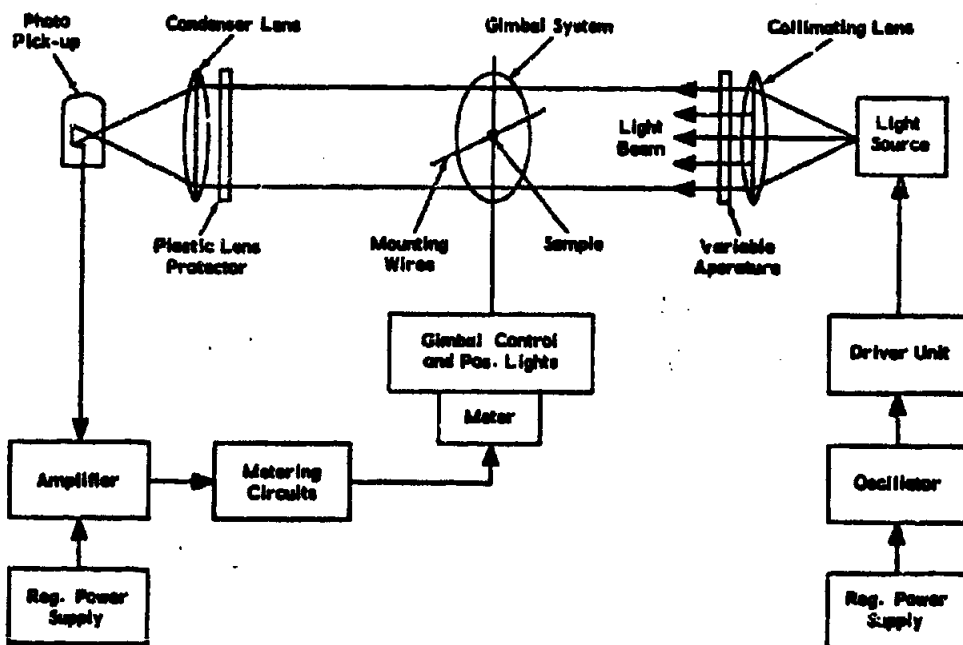 Photo
Pick-up
Condenser Lens
Gimbal System
Collimating Lens
Light
Source
Light
Beam
Plastic Lens
Protector
Mounting
Wires
Sample
Variable
Aperature
Gimbal Control
and Pos. Lights
Meter
Driver Unit
Amplifier
Metering
Circuits
Oscillator
Reg. Power
Supply
Reg. Power
Supply